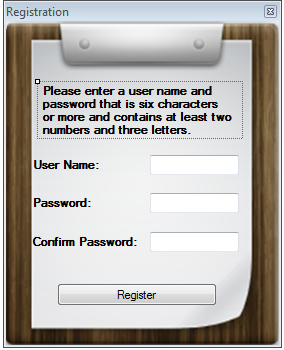 Registration
Please enter a user name and
password that is six characters
or more and contains at least two
numbers and three letters.
User Name:
Password:
Confirm Password:
Register